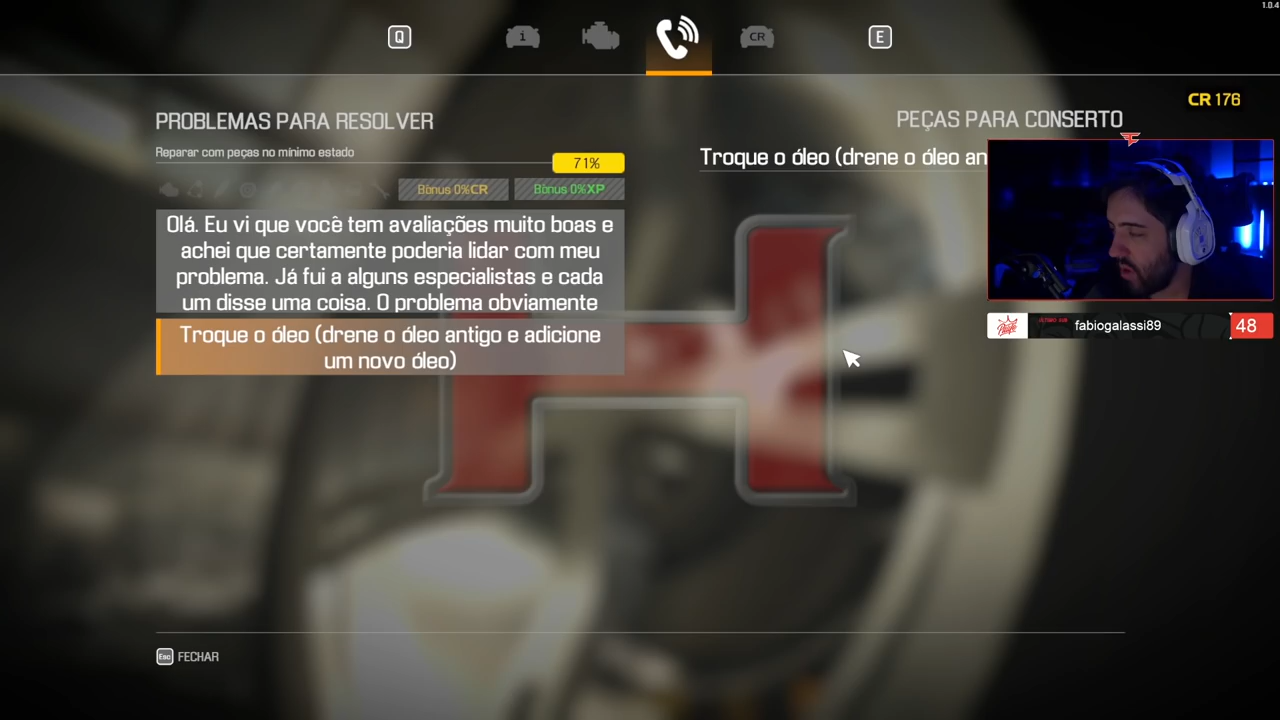 1.0.4
Q
i
CR
E
CR 176
PROBLEMAS PARA RESOLVER
PEÇAS PARA CONSERTO
Reparar com peças no mínimo estado
71%
Troque o óleo (drene o óleo an
Bônus 0%CR
Bônus 0%XP
Olá. Eu vi que você tem avaliações muito boas e
achei que certamente poderia lidar com meu
problema. Já fui a alguns especialistas e cada
um disse uma coisa. O problema obviamente
Troque o óleo (drene o óleo antigo e adicione
um novo óleo)
fabiogalassi89
48
Esc FECHAR